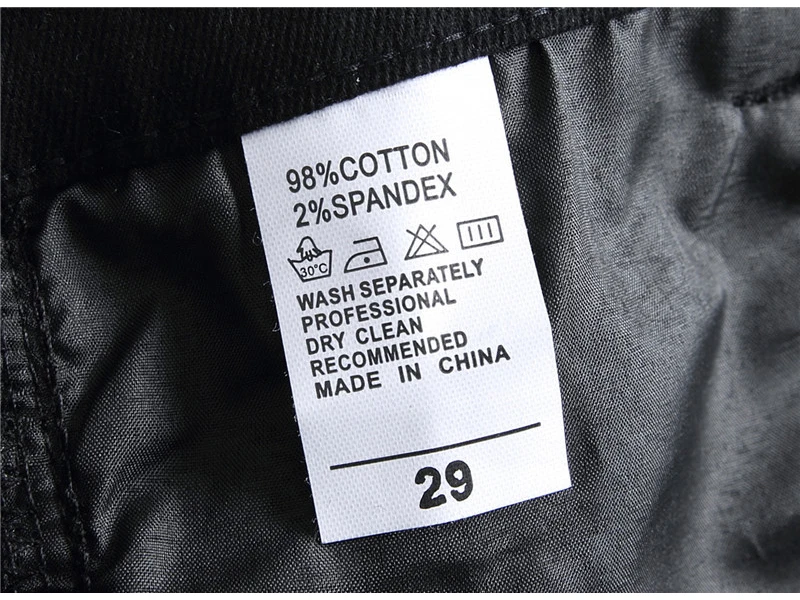 98%COTTON
2%SPANDEX
30°C
WASH SEPARATELY
PROFESSIONAL
DRY CLEAN
RECOMMENDED
MADE IN CHINA
29